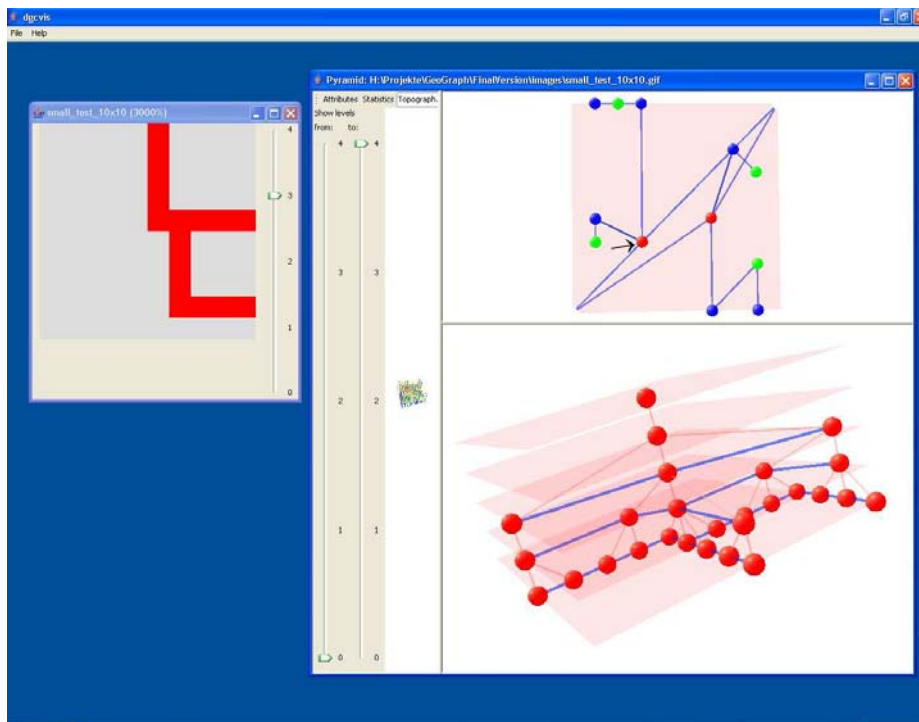 dgcvis
File Help
Pyramid: H:\Projekte\GeoGraph\FinalVersion\images\small_test_10x10.gif
Attributes Statistics Topograph.
small_test_10x10 (3000%)
Show levels
from: to:
4
3
2
1
0
4 4
3 3
2 2
1 1
0 0